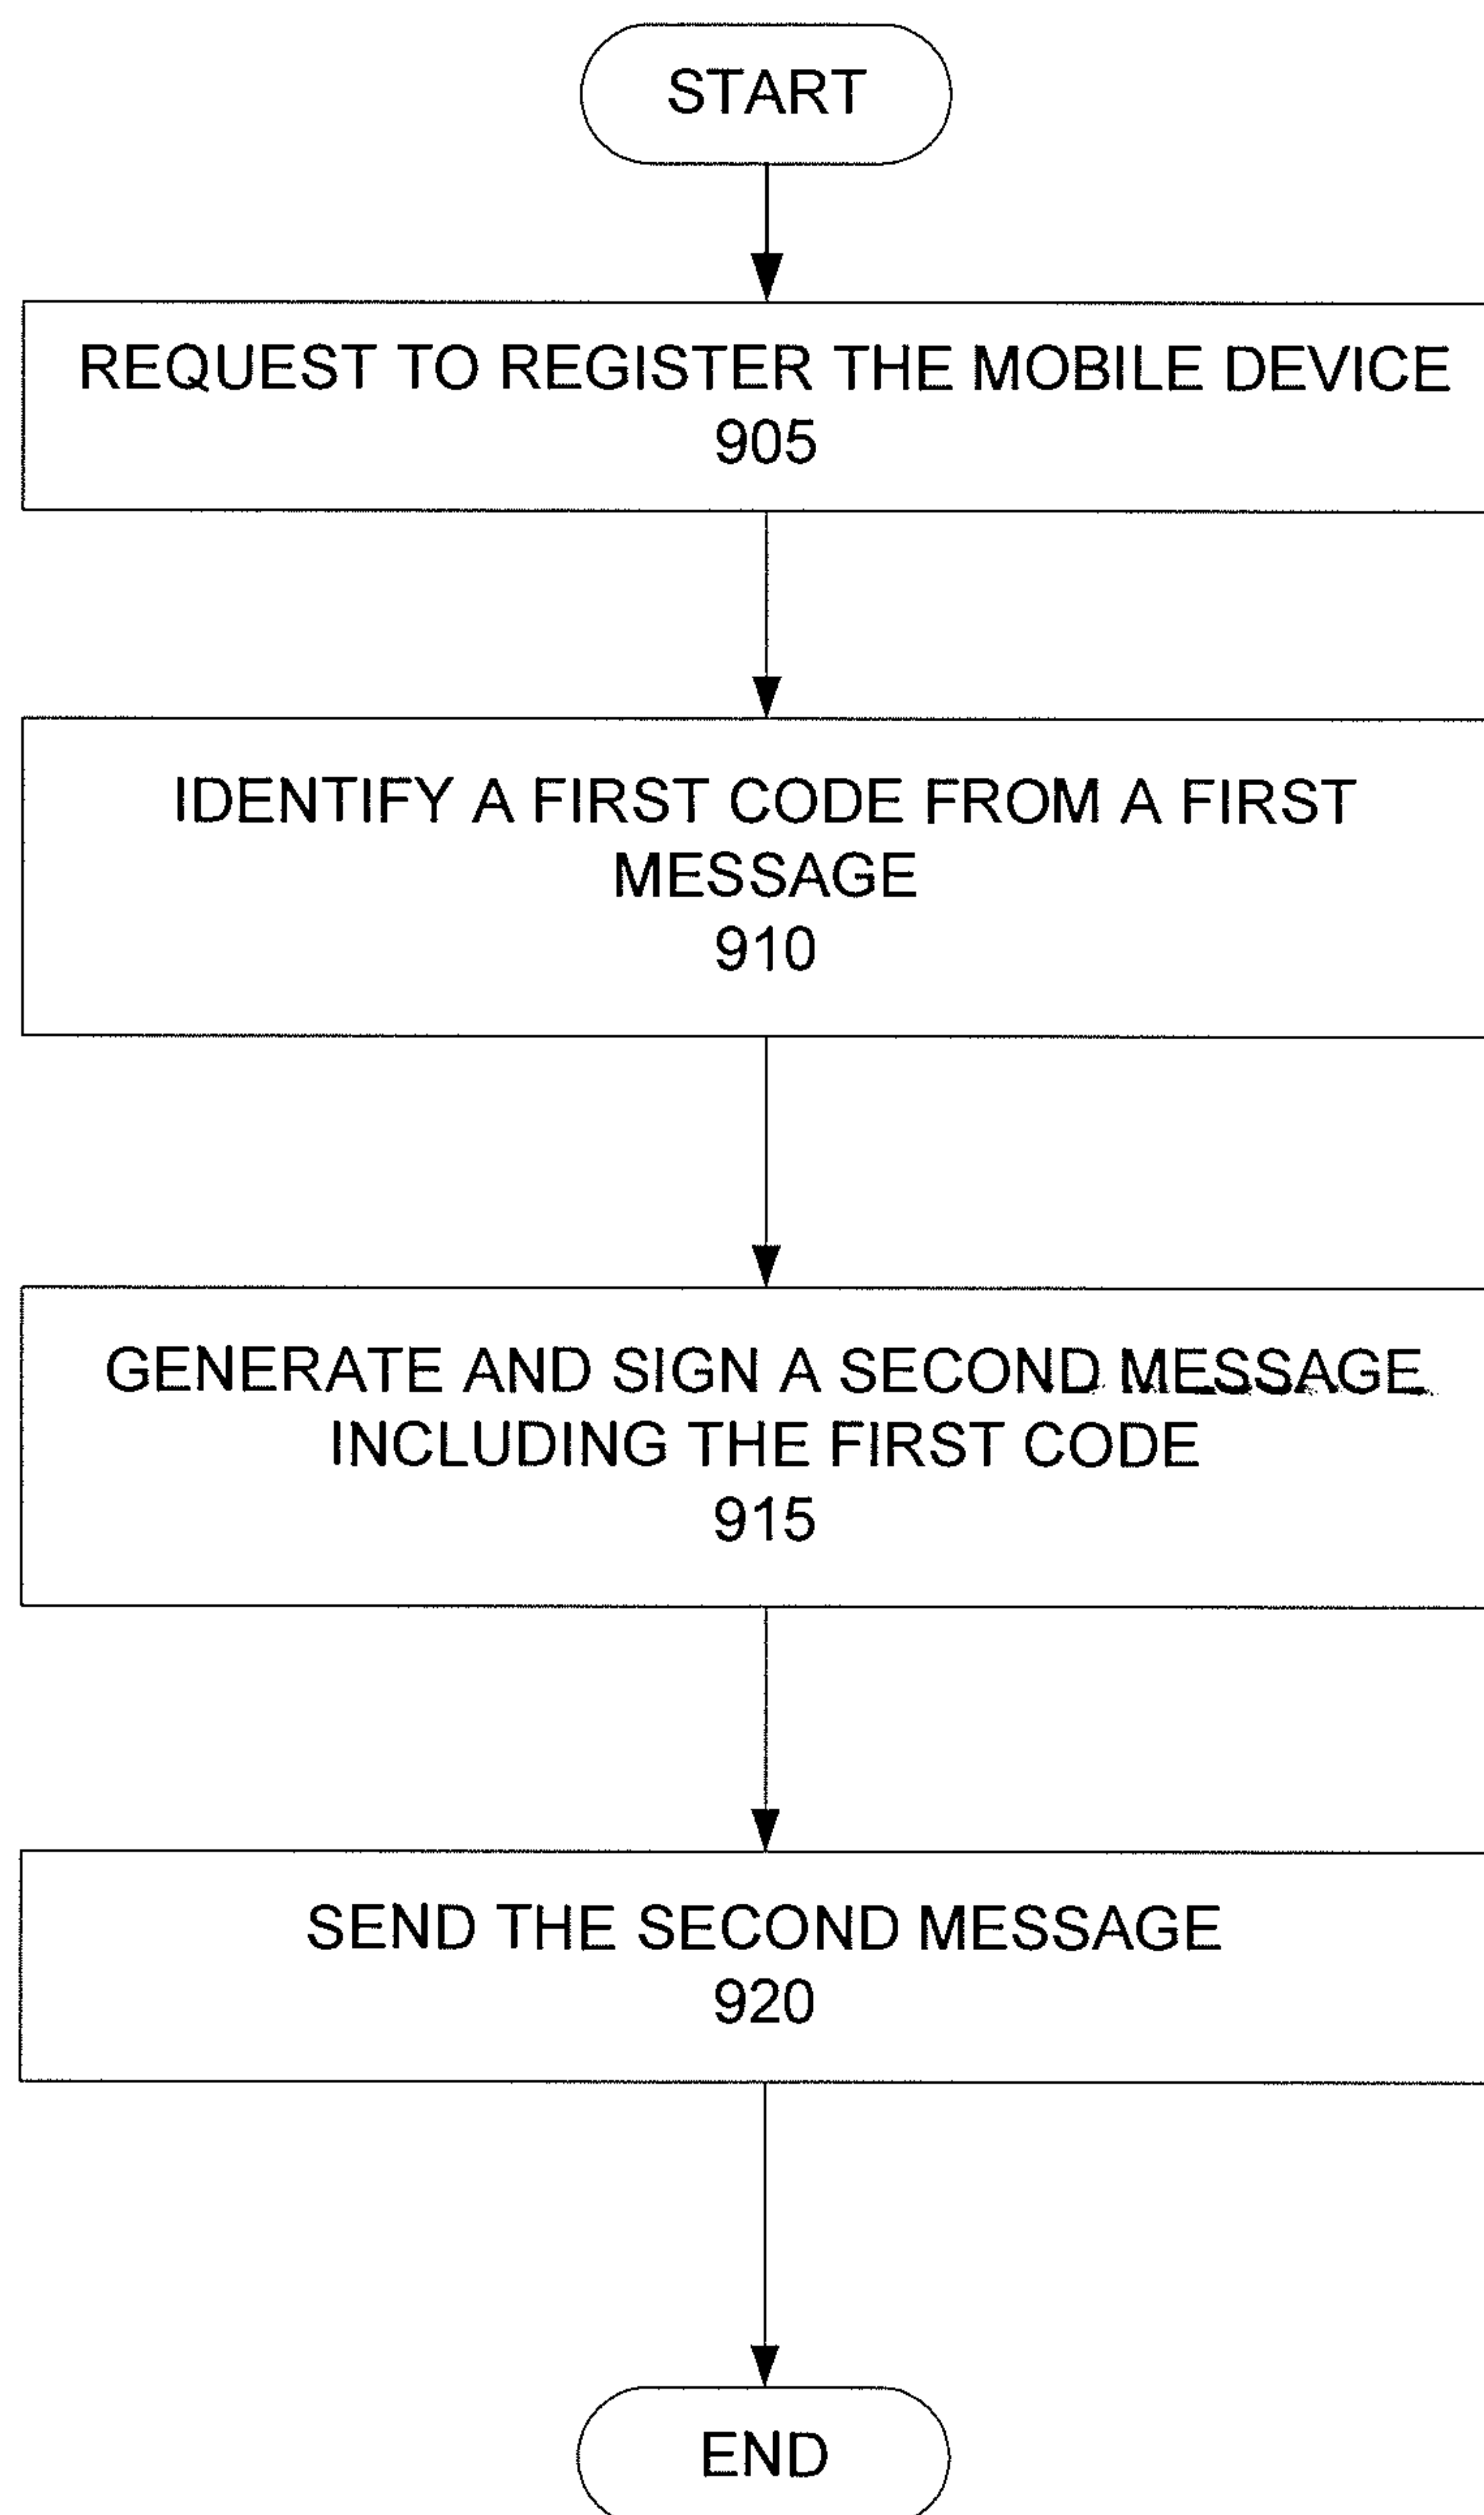 START
REQUEST TO REGISTER THE MOBILE DEVICE
905
IDENTIFY A FIRST CODE FROM A FIRST
MESSAGE
910
GENERATE AND SIGN A SECOND MESSAGE
INCLUDING THE FIRST CODE
915
SEND THE SECOND MESSAGE
920
END